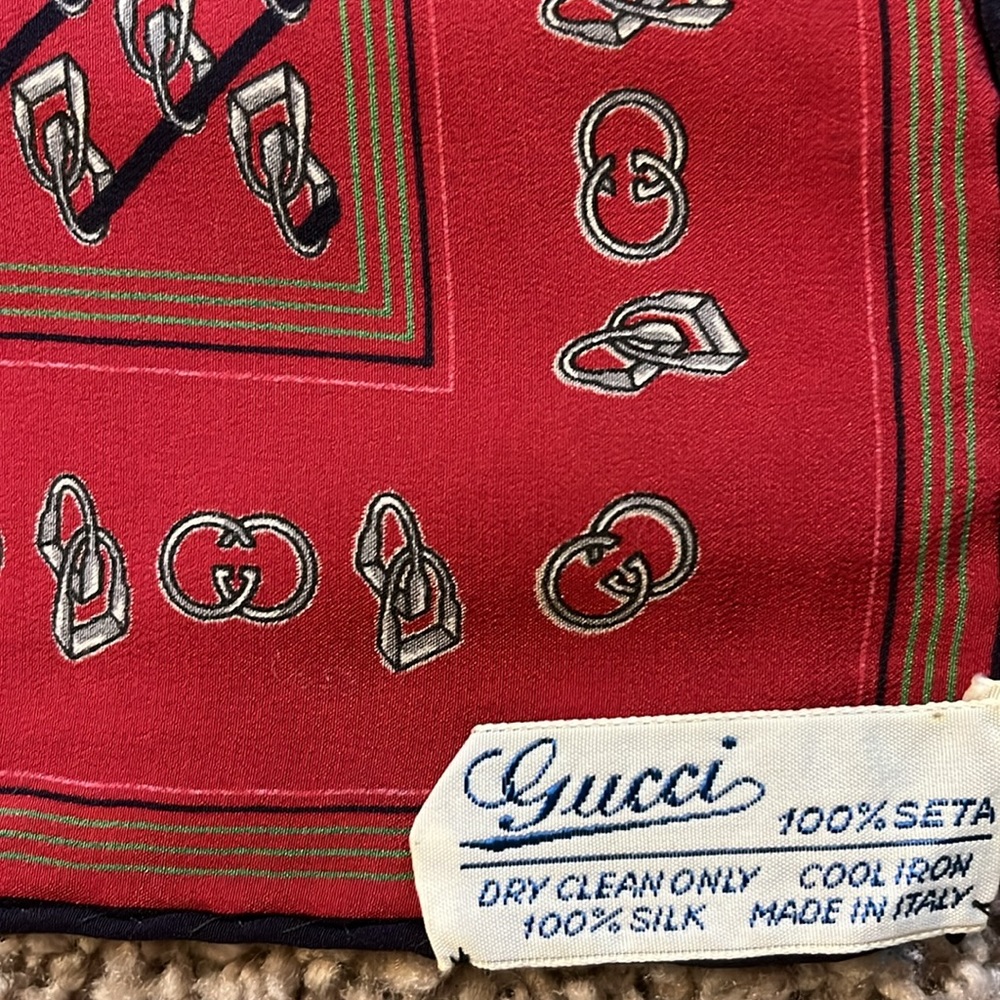 Gucci
100% SETA
DRY CLEAN ONLY COOL IRON
100% SILK MADE IN ITALY